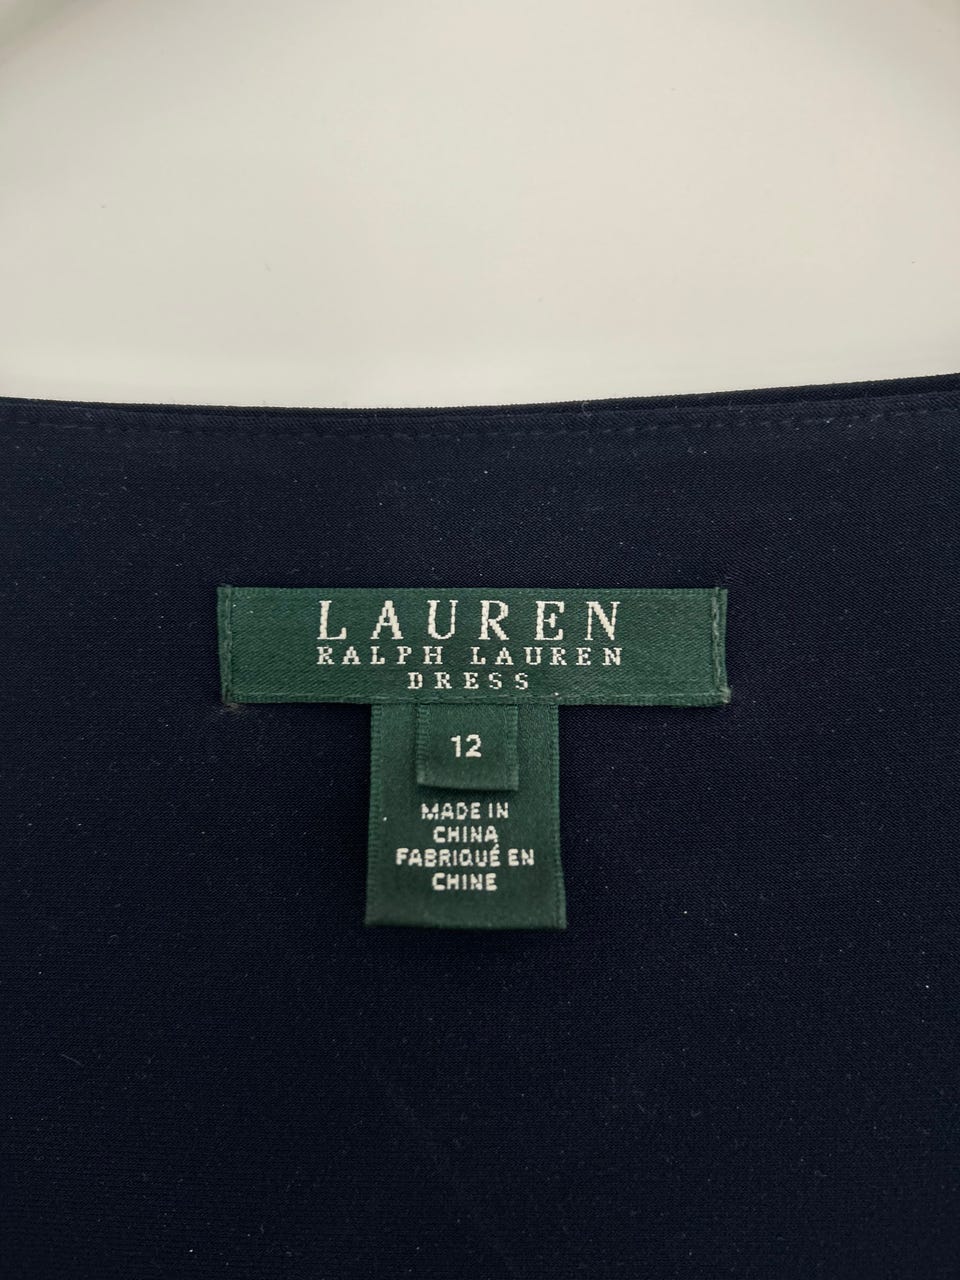 LAUREN
RALPH LAUREN
DRESS
12
MADE IN
CHINA
FABRIQUÉ EN
CHINE